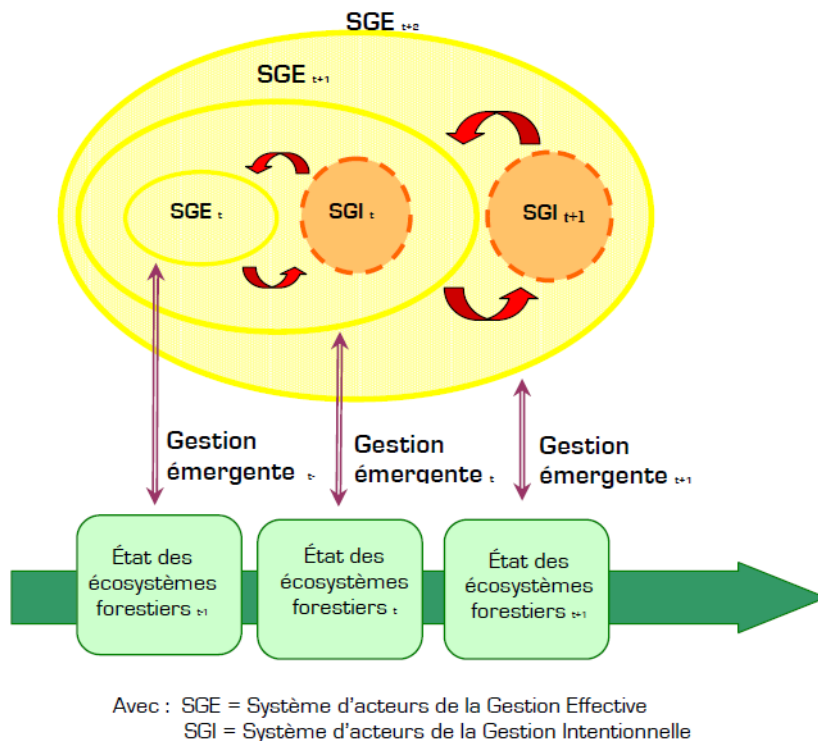 SGE t+2
SGE t+1
SGE t
SGI t
SGI t+1
Gestion
émergente t-
Gestion
émergente t
Gestion
émergente t+1
État des
écosystèmes
forestiers t-1
État des
écosystèmes
forestiers t
État des
écosystèmes
forestiers t+1
Avec : SGE = Système d'acteurs de la Gestion Effective
SGI = Système d'acteurs de la Gestion Intentionnelle